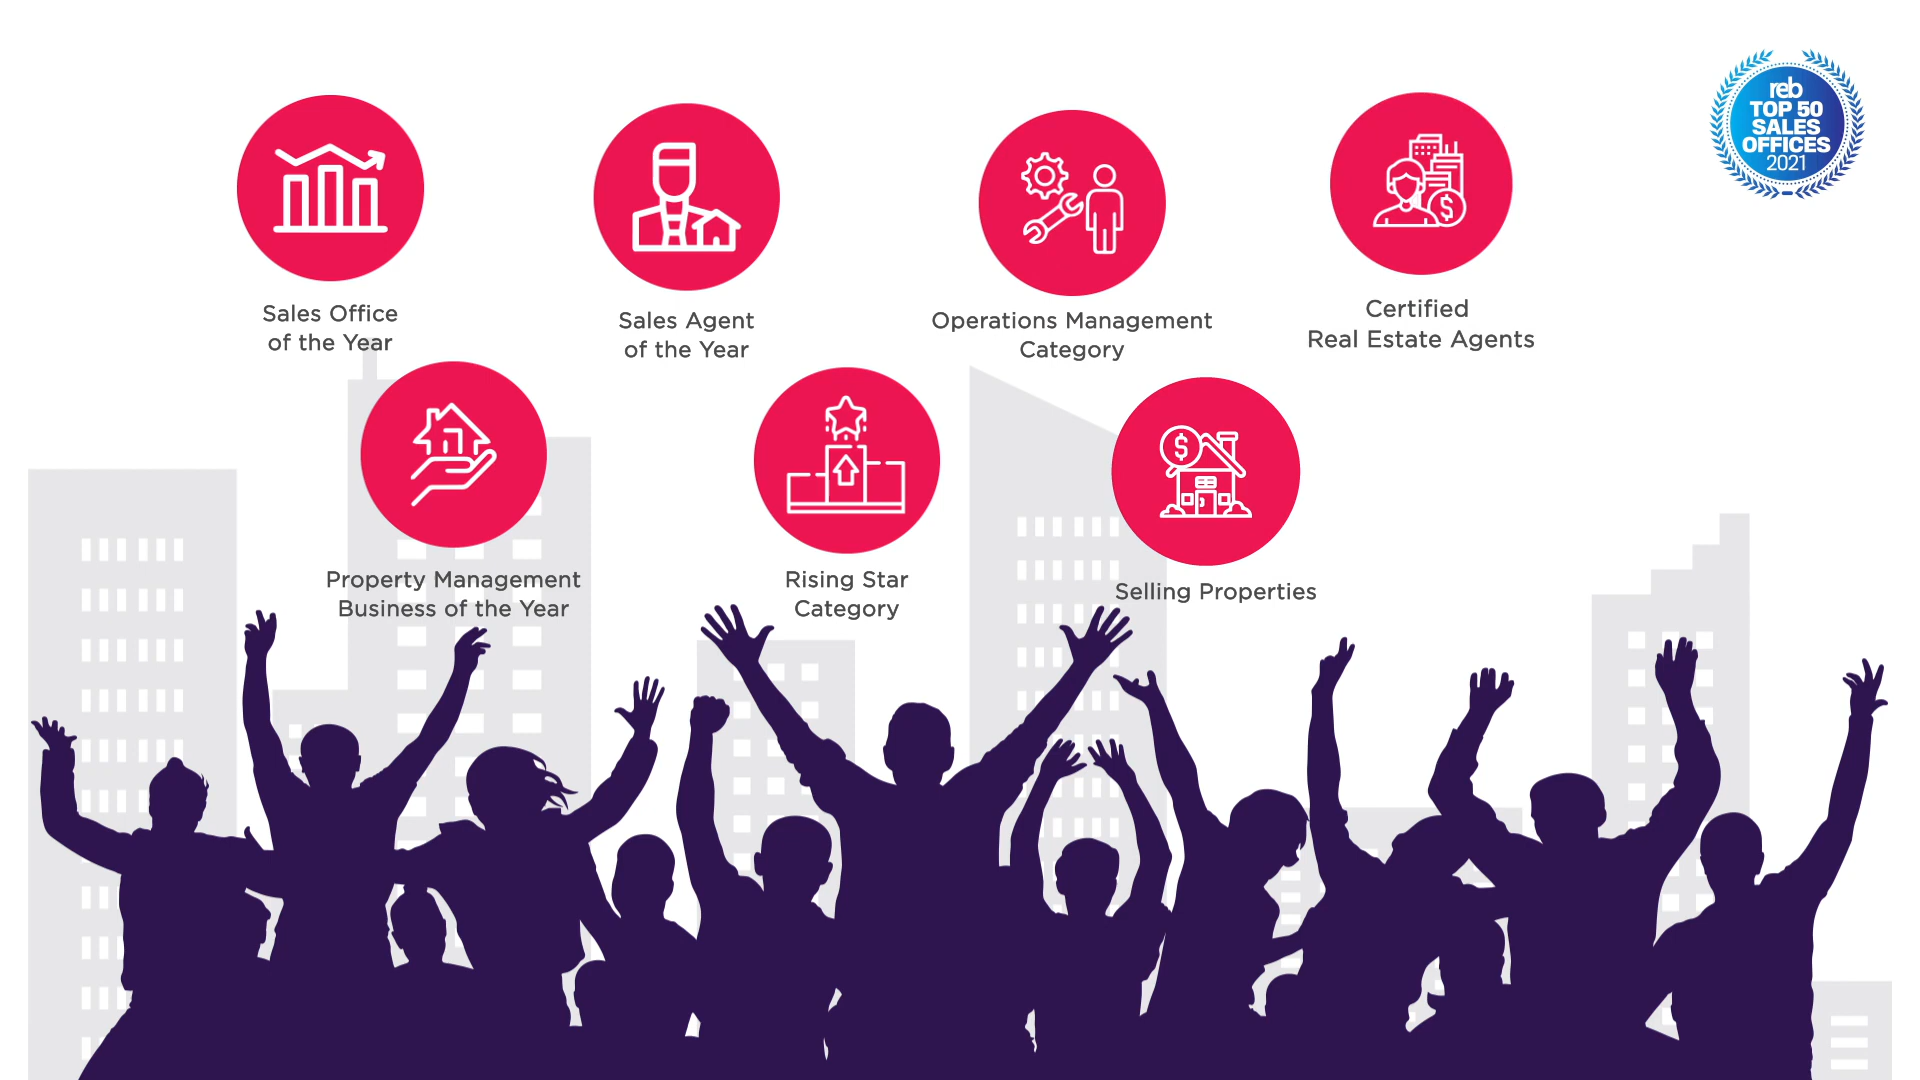 Sales Office
of the Year
Sales Agent
of the Year
Operations Management
Category
Certified
Real Estate Agents
reb
TOP 50
SALES
OFFICES
2021
Property Management
Business of the Year
Rising Star
Category
Selling Properties